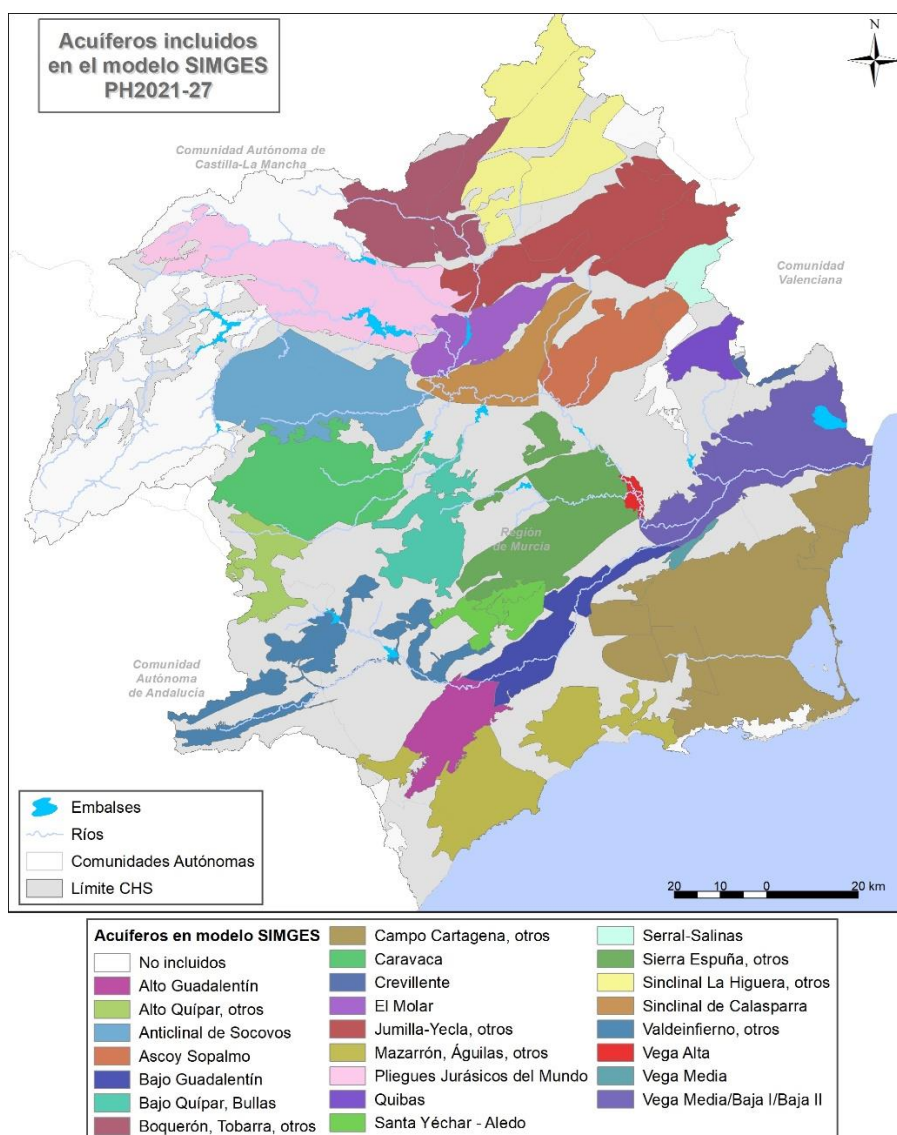 Acuíferos incluidos
en el modelo SIMGES
PH2021-27
N
Comunidad Autónoma de
Castilla-La Mancha
Comunidad
Valenciana
Región
de Murcia
Comunidad
Autónoma
de Andalucía
Embalses
Ríos
Comunidades Autónomas
Límite CHS
20 10 0 20 km
Acuíferos en modelo SIMGES
No incluidos
Alto Guadalentín
Alto Quípar, otros
Anticlinal de Socovos
Ascoy Sopalmo
Bajo Guadalentín
Bajo Quípar, Bullas
Boquerón, Tobarra, otros
Campo Cartagena, otros
Caravaca
Crevillente
El Molar
Jumilla-Yecla, otros
Mazarrón, Águilas, otros
Pliegues Jurásicos del Mundo
Quibas
Santa Yéchar - Aledo
Serral-Salinas
Sierra Espuña, otros
Sinclinal La Higuera, otros
Sinclinal de Calasparra
Valdeinfierno, otros
Vega Alta
Vega Media
Vega Media/Baja I/Baja II